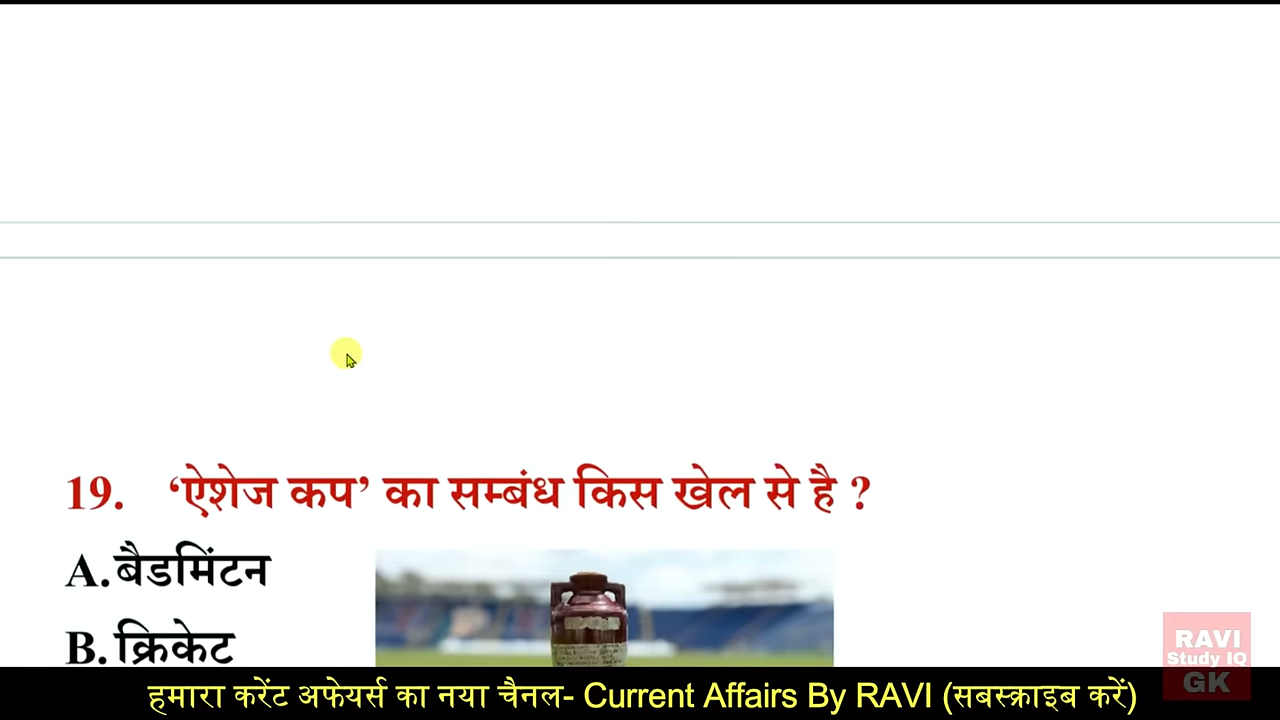 19. ‘ऐशेज कप’ का सम्बंध किस खेल से है ?
A. बैडमिंटन
B. क्रिकेट
RAVI
Study IQ
GK
हमारा करेंट अफेयर्स का नया चैनल- Current Affairs By RAVI (सबस्क्राइब करें)